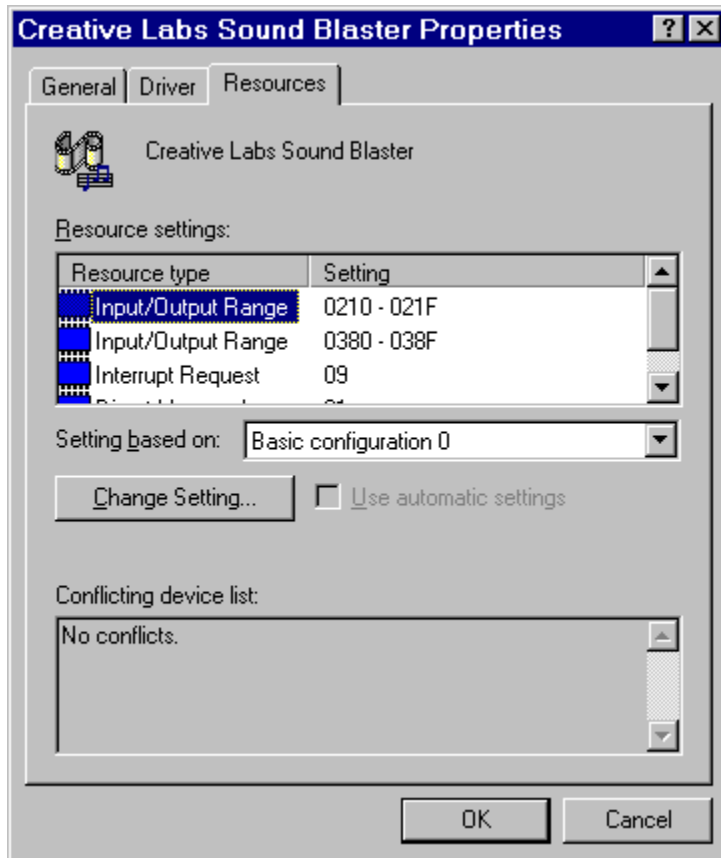 Creative Labs Sound Blaster Properties
General Driver Resources
Creative Labs Sound Blaster
Resource settings:
Resource type Setting
Input/Output Range 0210 - 021F
Input/Output Range 0380 - 038F
Interrupt Request 09
Setting based on: Basic configuration 0
Change Setting... Use automatic settings
Conflicting device list:
No conflicts.
OK Cancel